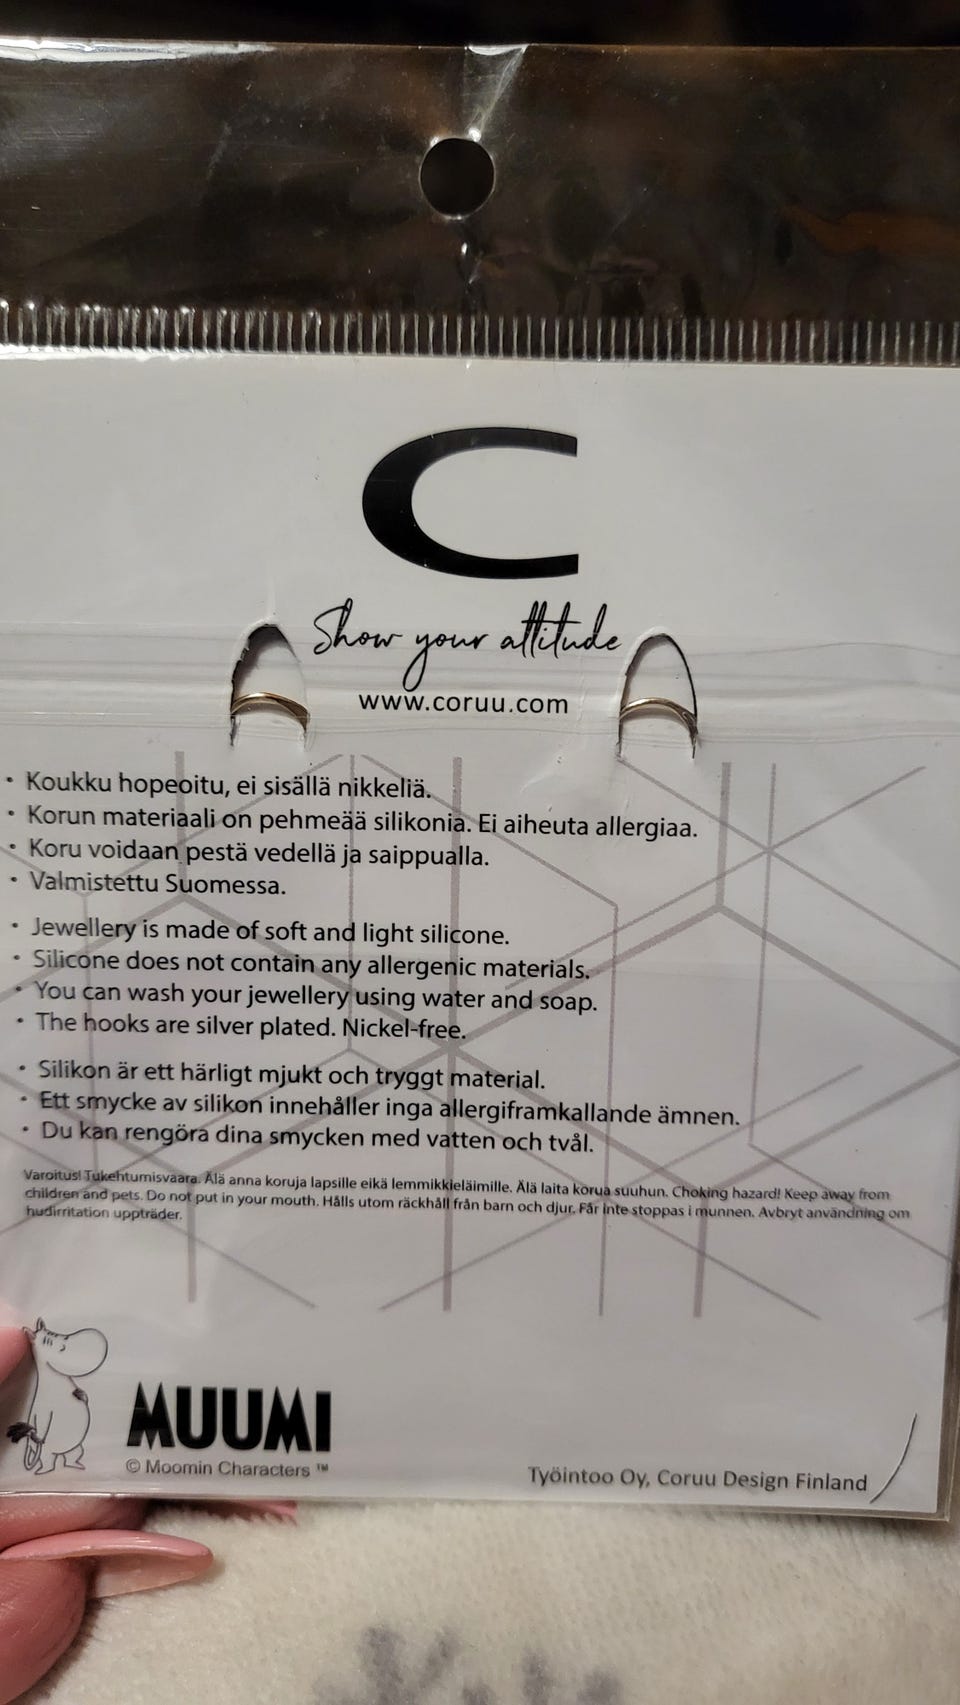 C
Show your attitude
www.coruu.com
• Koukku hopeoitu, ei sisällä nikkeliä.
• Korun materiaali on pehmeää silikonia. Ei aiheuta allergiaa.
• Koru voidaan pestä vedellä ja saippualla.
• Valmistettu Suomessa.
• Jewellery is made of soft and light silicone.
• Silicone does not contain any allergenic materials.
• You can wash your jewellery using water and soap.
• The hooks are silver plated. Nickel-free.
• Silikon är ett härligt mjukt och tryggt material.
• Ett smycke av silikon innehåller inga allergiframkallande ämnen.
• Du kan rengöra dina smycken med vatten och tvål.
Varoitus! Tukehtumisvaara. Älä anna koruja lapsille eikä lemmikkieläimille. Älä laita korua suuhun. Choking hazard! Keep away from
children and pets. Do not put in your mouth. Hålls utom räckhåll från barn och djur. Får inte stoppas i munnen. Avbryt användning om
hudirritation uppträder.
MUUMI
© Moomin Characters ™
Työintoo Oy, Coruu Design Finland